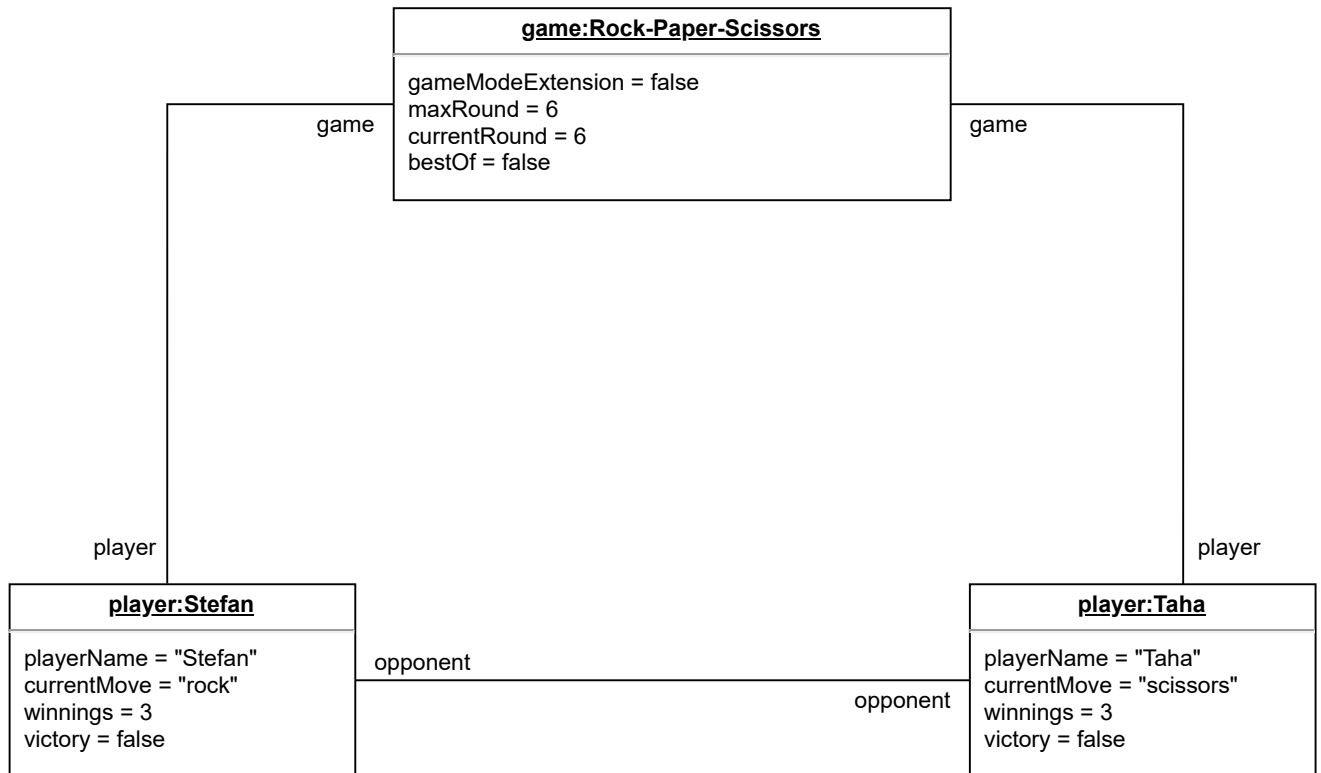 game:Rock-Paper-Scissors
gameModeExtension = false
maxRound = 6
currentRound = 6
bestOf = false
game
game
player
player
player:Stefan
playerName = "Stefan"
currentMove = "rock"
winnings = 3
victory = false
opponent
opponent
player:Taha
playerName = "Taha"
currentMove = "scissors"
winnings = 3
victory = false